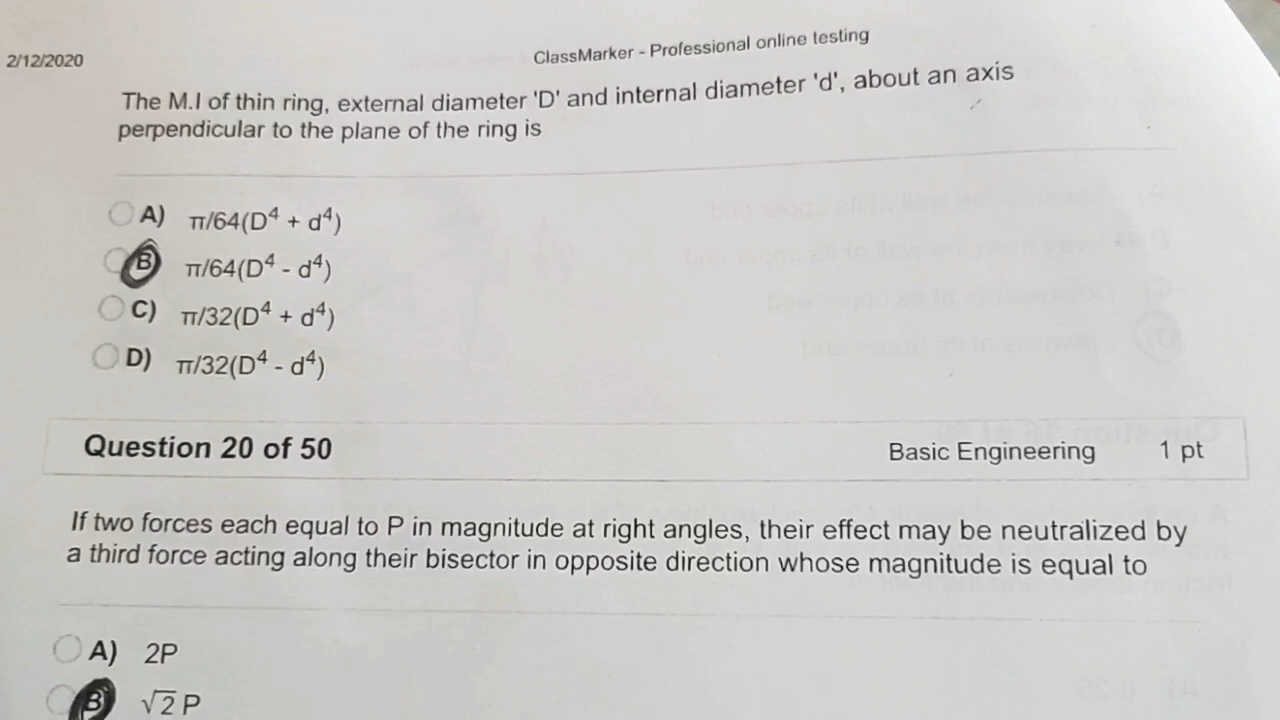 2/12/2020
ClassMarker - Professional online testing
The M.I of thin ring, external diameter 'D' and internal diameter 'd', about an axis
perpendicular to the plane of the ring is
A) π/64(D⁴ + d⁴)
B π/64(D⁴ - d⁴)
C) π/32(D⁴ + d⁴)
D) π/32(D⁴ - d⁴)
Question 20 of 50
Basic Engineering 1 pt
If two forces each equal to P in magnitude at right angles, their effect may be neutralized by
a third force acting along their bisector in opposite direction whose magnitude is equal to
A) 2P
B √2 P